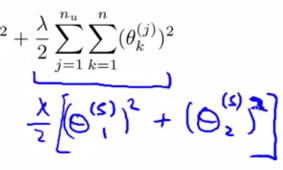 ² + λ/2 ∑_{j=1}^{n_u} ∑_{k=1}^{n} (θ_k^{(j)})²
λ/2 [(θ_1^{(5)})² + (θ_2^{(5)})²]